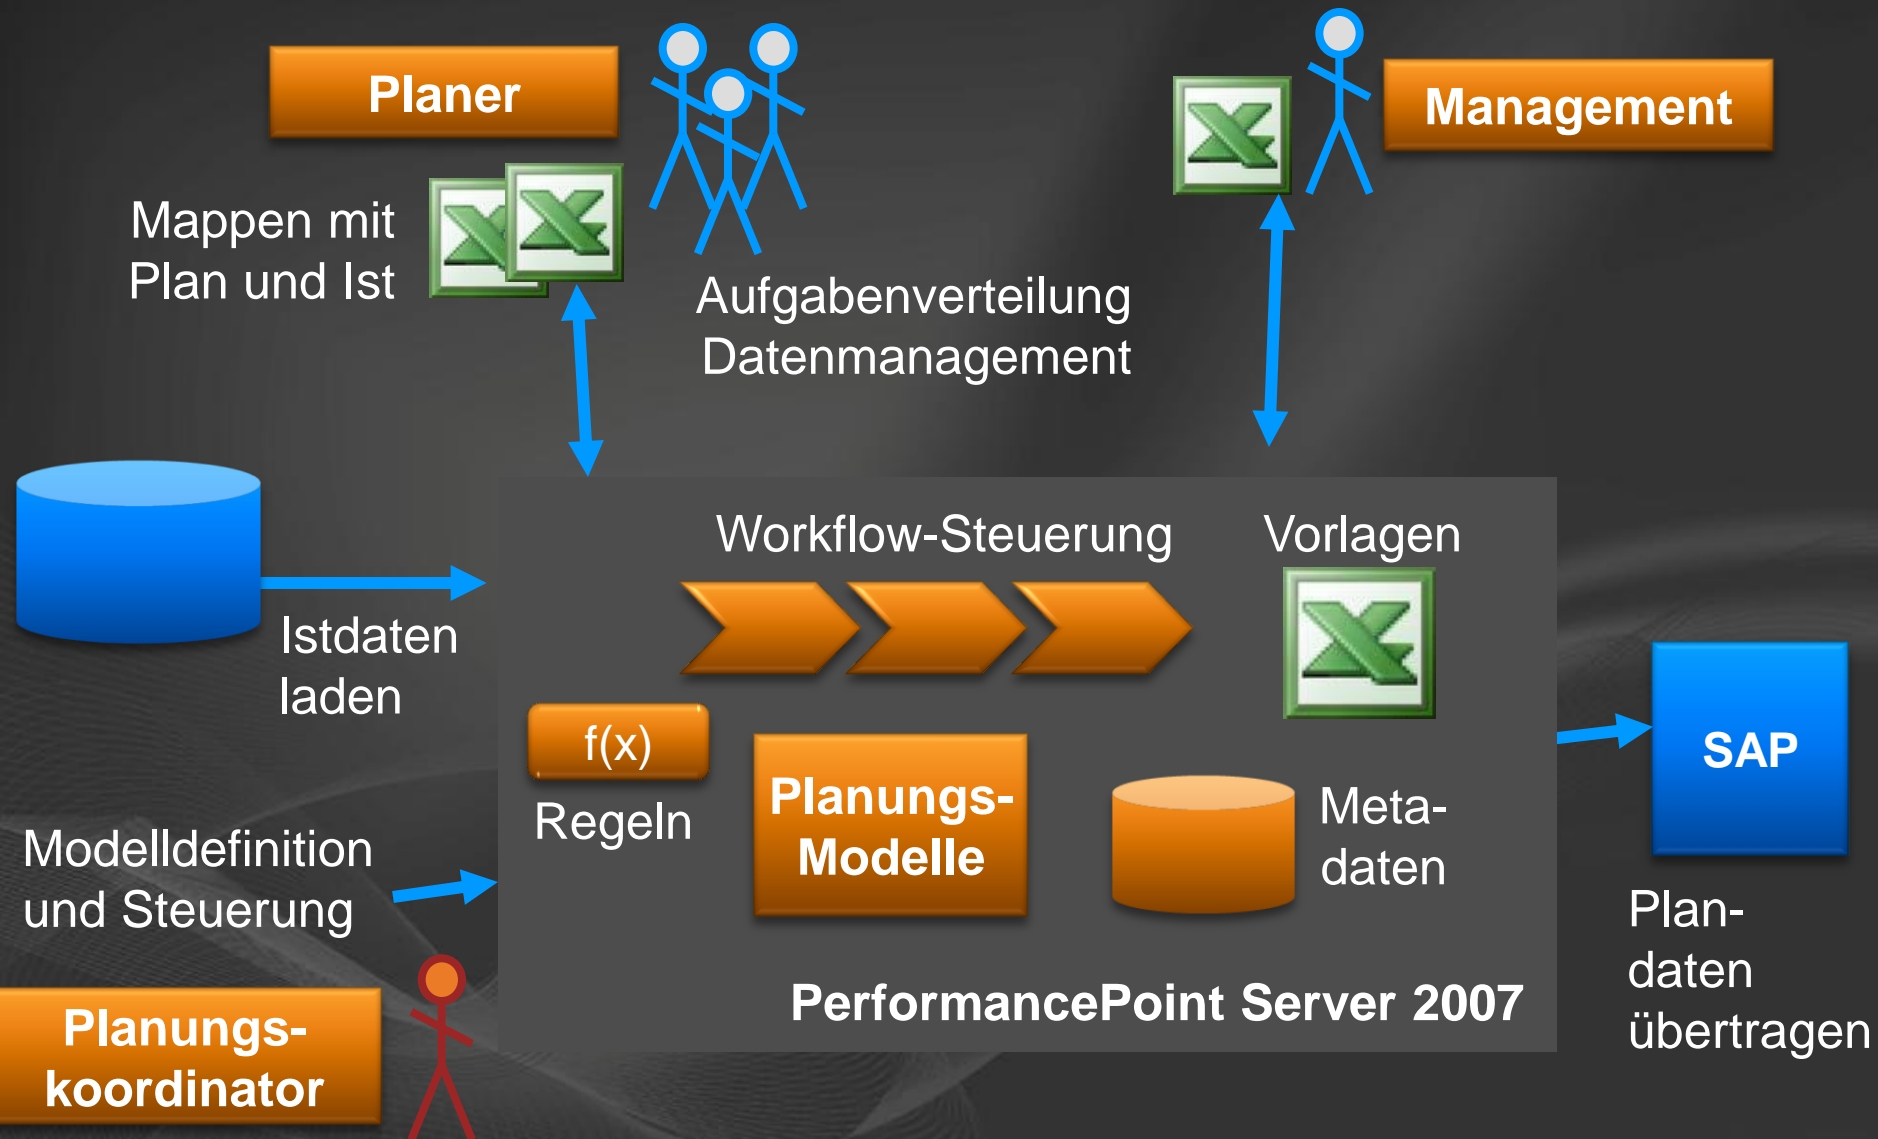 Planer
Management
Mappen mit
Plan und Ist
Aufgabenverteilung
Datenmanagement
Workflow-Steuerung
Vorlagen
Istdaten
laden
f(x)
Regeln
Planungs-
Modelle
Meta-
daten
SAP
Modelldefinition
und Steuerung
Plan-
daten
übertragen
PerformancePoint Server 2007
Planungs-
koordinator